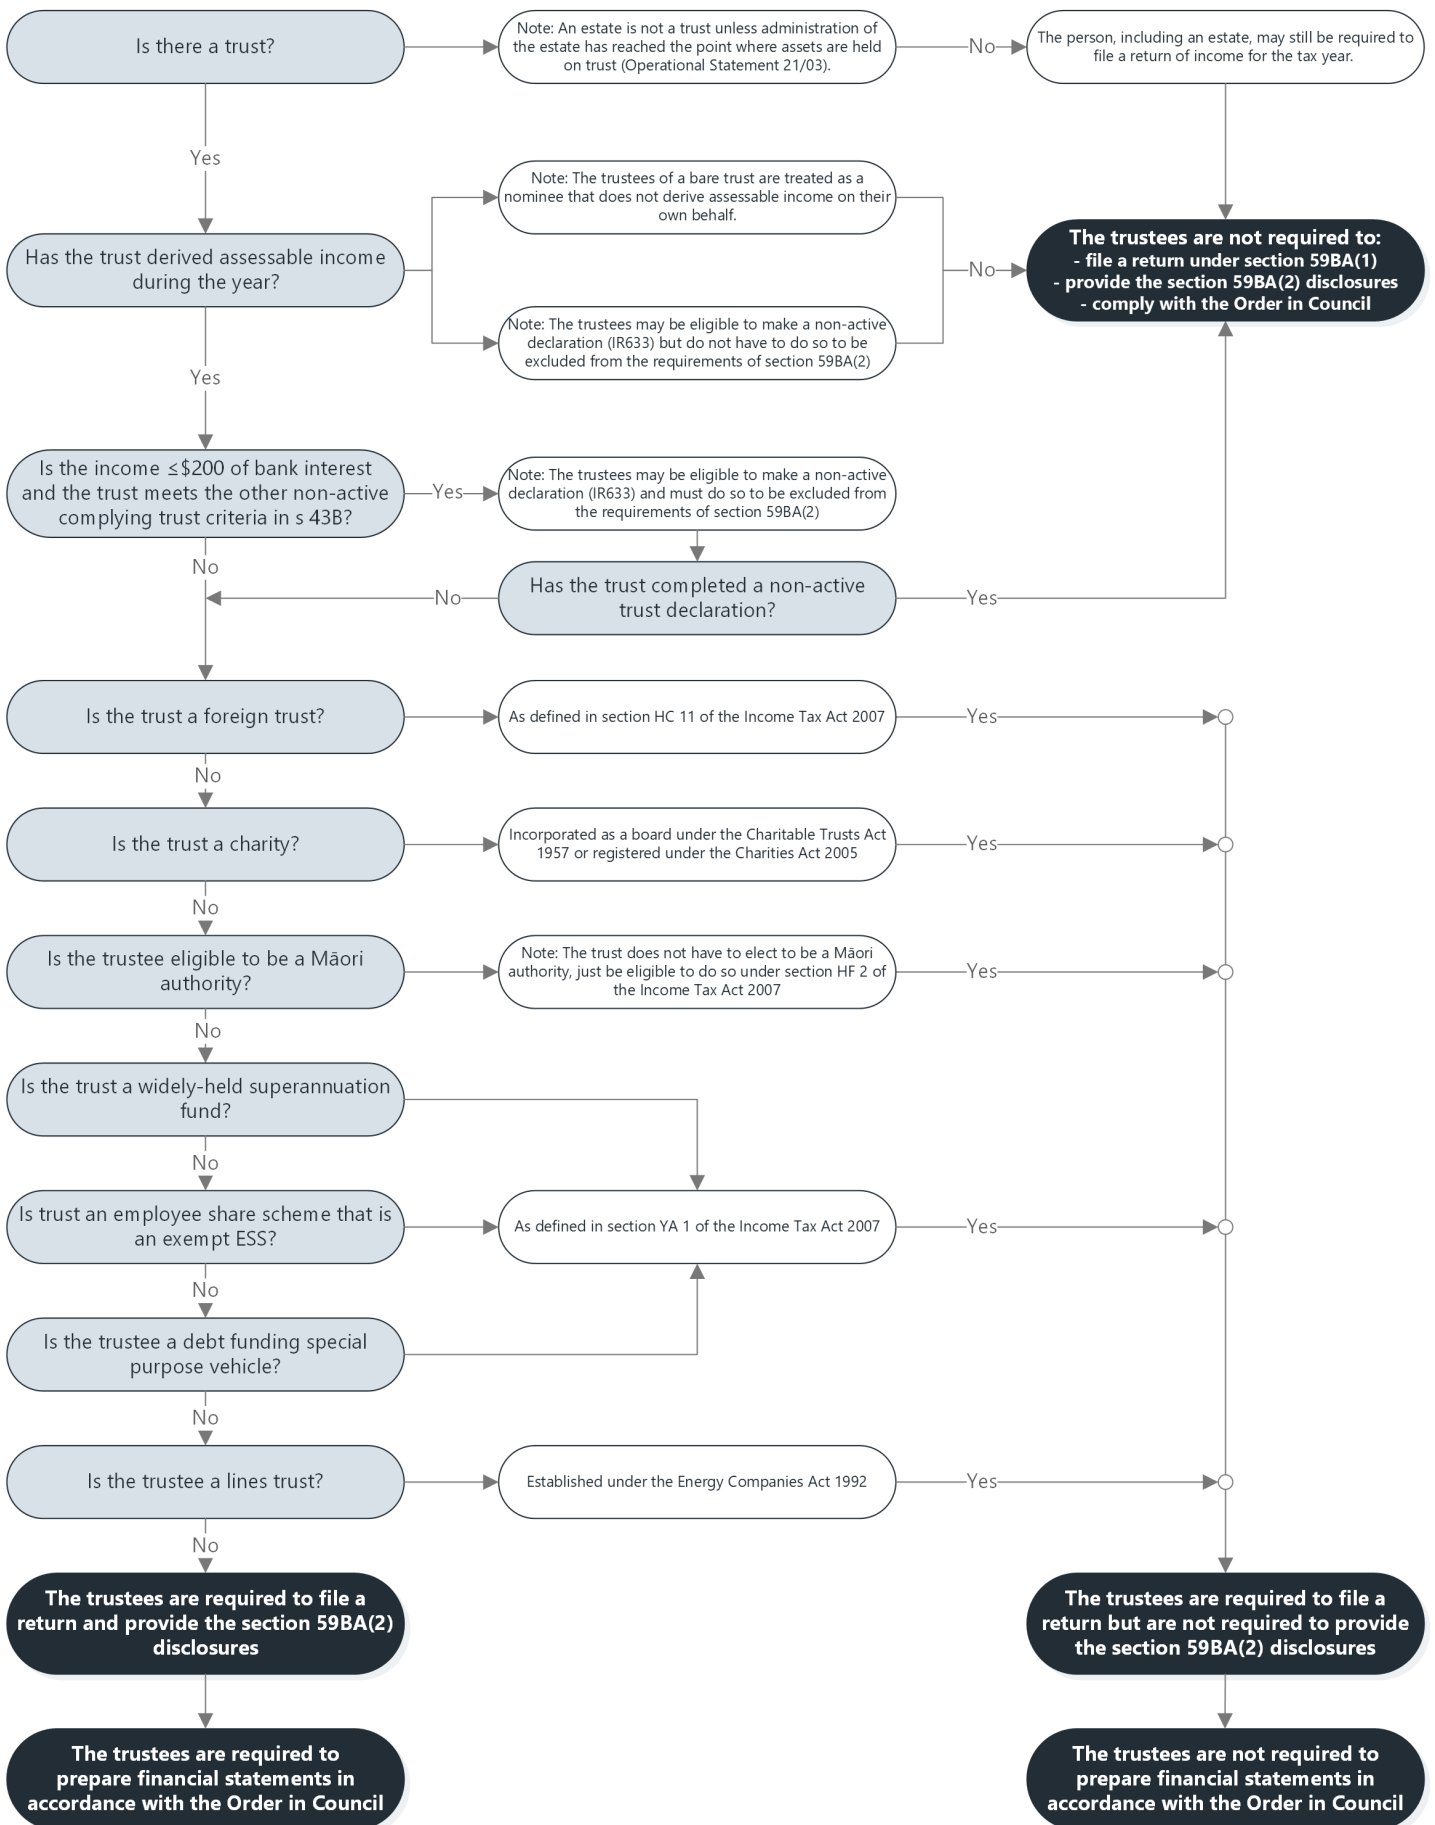 Is there a trust?
Note: An estate is not a trust unless administration of
the estate has reached the point where assets are held
on trust (Operational Statement 21/03).
No
The person, including an estate, may still be required to
file a return of income for the tax year.
Yes
Has the trust derived assessable income
during the year?
Note: The trustees of a bare trust are treated as a
nominee that does not derive assessable income on their
own behalf.
Note: The trustees may be eligible to make a non-active
declaration (IR633) but do not have to do so to be
excluded from the requirements of section 59BA(2)
No
The trustees are not required to:
- file a return under section 59BA(1)
- provide the section 59BA(2) disclosures
- comply with the Order in Council
Yes
Is the income ≤$200 of bank interest
and the trust meets the other non-active
complying trust criteria in s 43B?
Yes
Note: The trustees may be eligible to make a non-active
declaration (IR633) and must do so to be excluded from
the requirements of section 59BA(2)
No
Has the trust completed a non-active
trust declaration?
No
Yes
Is the trust a foreign trust?
As defined in section HC 11 of the Income Tax Act 2007
Yes
No
Is the trust a charity?
Incorporated as a board under the Charitable Trusts Act
1957 or registered under the Charities Act 2005
Yes
No
Is the trustee eligible to be a Māori
authority?
Note: The trust does not have to elect to be a Māori
authority, just be eligible to do so under section HF 2 of
the Income Tax Act 2007
Yes
No
Is the trust a widely-held superannuation
fund?
No
Is trust an employee share scheme that is
an exempt ESS?
As defined in section YA 1 of the Income Tax Act 2007
Yes
No
Is the trustee a debt funding special
purpose vehicle?
No
Is the trustee a lines trust?
Established under the Energy Companies Act 1992
Yes
No
The trustees are required to file a
return and provide the section 59BA(2)
disclosures
The trustees are required to file a
return but are not required to provide
the section 59BA(2) disclosures
The trustees are required to
prepare financial statements in
accordance with the Order in Council
The trustees are not required to
prepare financial statements in
accordance with the Order in Council